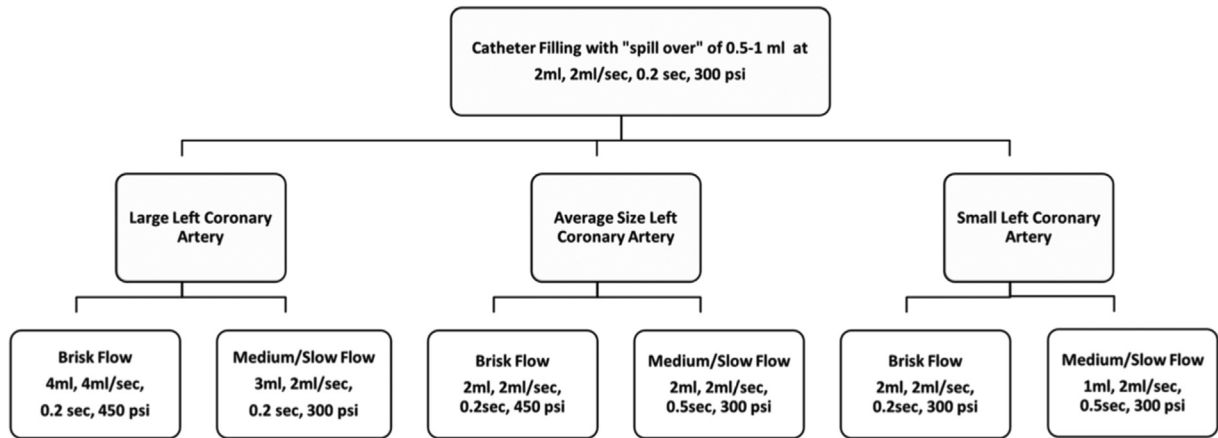 Catheter Filling with "spill over" of 0.5-1 ml at
2ml, 2ml/sec, 0.2 sec, 300 psi
Large Left Coronary
Artery
Average Size Left
Coronary Artery
Small Left Coronary
Artery
Brisk Flow
4ml, 4ml/sec,
0.2 sec, 450 psi
Medium/Slow Flow
3ml, 2ml/sec,
0.2 sec, 300 psi
Brisk Flow
2ml, 2ml/sec,
0.2sec, 450 psi
Medium/Slow Flow
2ml, 2ml/sec,
0.5sec, 300 psi
Brisk Flow
2ml, 2ml/sec,
0.2sec, 300 psi
Medium/Slow Flow
1ml, 2ml/sec,
0.5sec, 300 psi